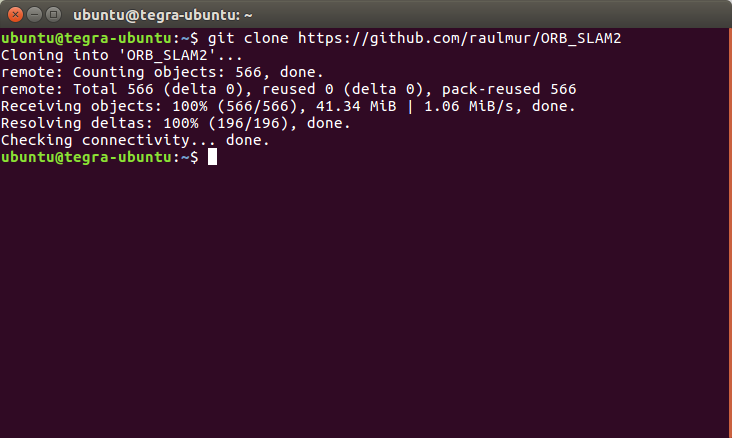 ubuntu@tegra-ubuntu: ~
ubuntu@tegra-ubuntu:~$ git clone https://github.com/raulmur/ORB_SLAM2
Cloning into 'ORB_SLAM2'...
remote: Counting objects: 566, done.
remote: Total 566 (delta 0), reused 0 (delta 0), pack-reused 566
Receiving objects: 100% (566/566), 41.34 MiB | 1.06 MiB/s, done.
Resolving deltas: 100% (196/196), done.
Checking connectivity... done.
ubuntu@tegra-ubuntu:~$